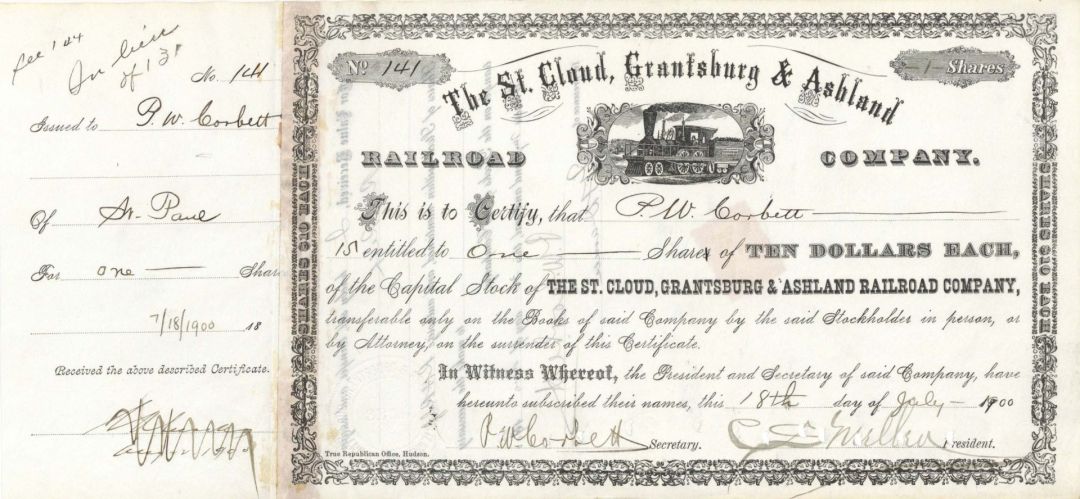 Rec 124
In lieu
of 131
No. 141
Issued to P. W. Corbett
Of St. Paul
For one Share
7/18/1900 18
Received the above described Certificate.
No 141
-1- Shares
The St. Cloud, Grantsburg & Ashland
RAILROAD COMPANY.
This is to Certify, that P. W. Corbett
is entitled to One Share of TEN DOLLARS EACH,
of the Capital Stock of THE ST. CLOUD, GRANTSBURG & ASHLAND RAILROAD COMPANY,
transferable only on the Books of said Company by the said Stockholder in person, or
by Attorney, on the surrender of this Certificate.
In Witness Whereof, the President and Secretary of said Company, have
hereunto subscribed their names, this 18th day of July 1900
P W Corbett Secretary. President.
True Republican Office, Hudson.
SHARES $10 EACH
SHARES $10 EACH